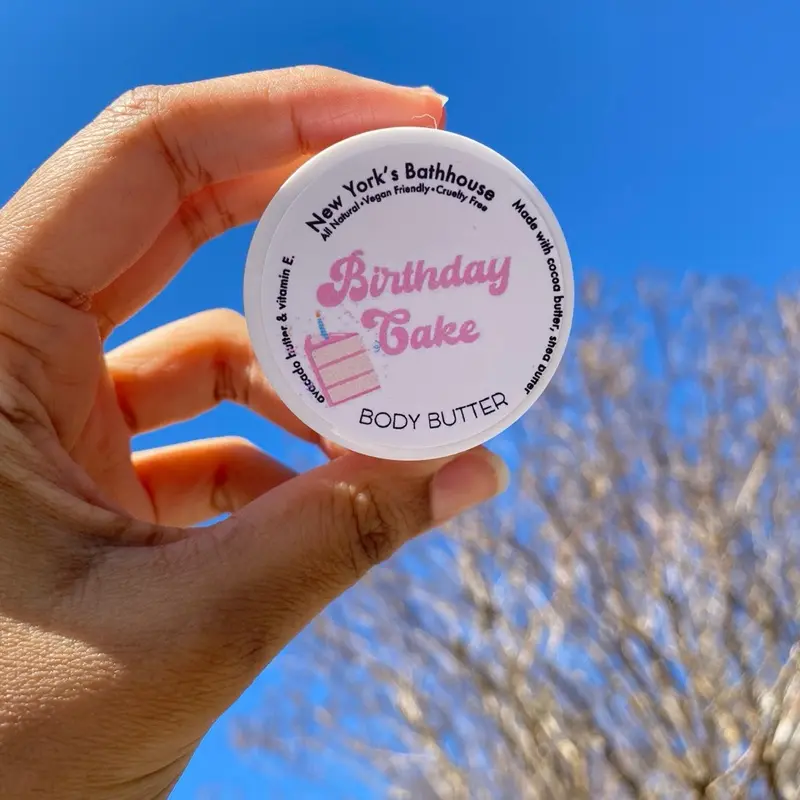 New York's Bathhouse
All Natural • Vegan Friendly • Cruelty Free
Birthday
Cake
BODY BUTTER
Made with cocoa butter, shea butter
avocado butter & vitamin E.